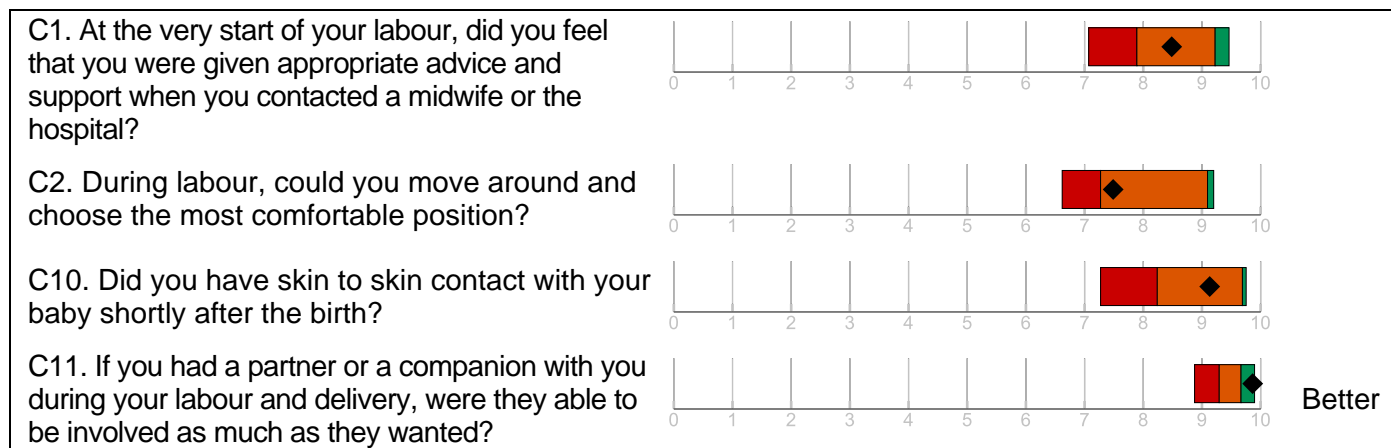 C1. At the very start of your labour, did you feel
that you were given appropriate advice and
support when you contacted a midwife or the
hospital?
0 1 2 3 4 5 6 7 8 9 10
C2. During labour, could you move around and
choose the most comfortable position?
0 1 2 3 4 5 6 7 8 9 10
C10. Did you have skin to skin contact with your
baby shortly after the birth?
0 1 2 3 4 5 6 7 8 9 10
C11. If you had a partner or a companion with you
during your labour and delivery, were they able to
be involved as much as they wanted?
Better
0 1 2 3 4 5 6 7 8 9 10